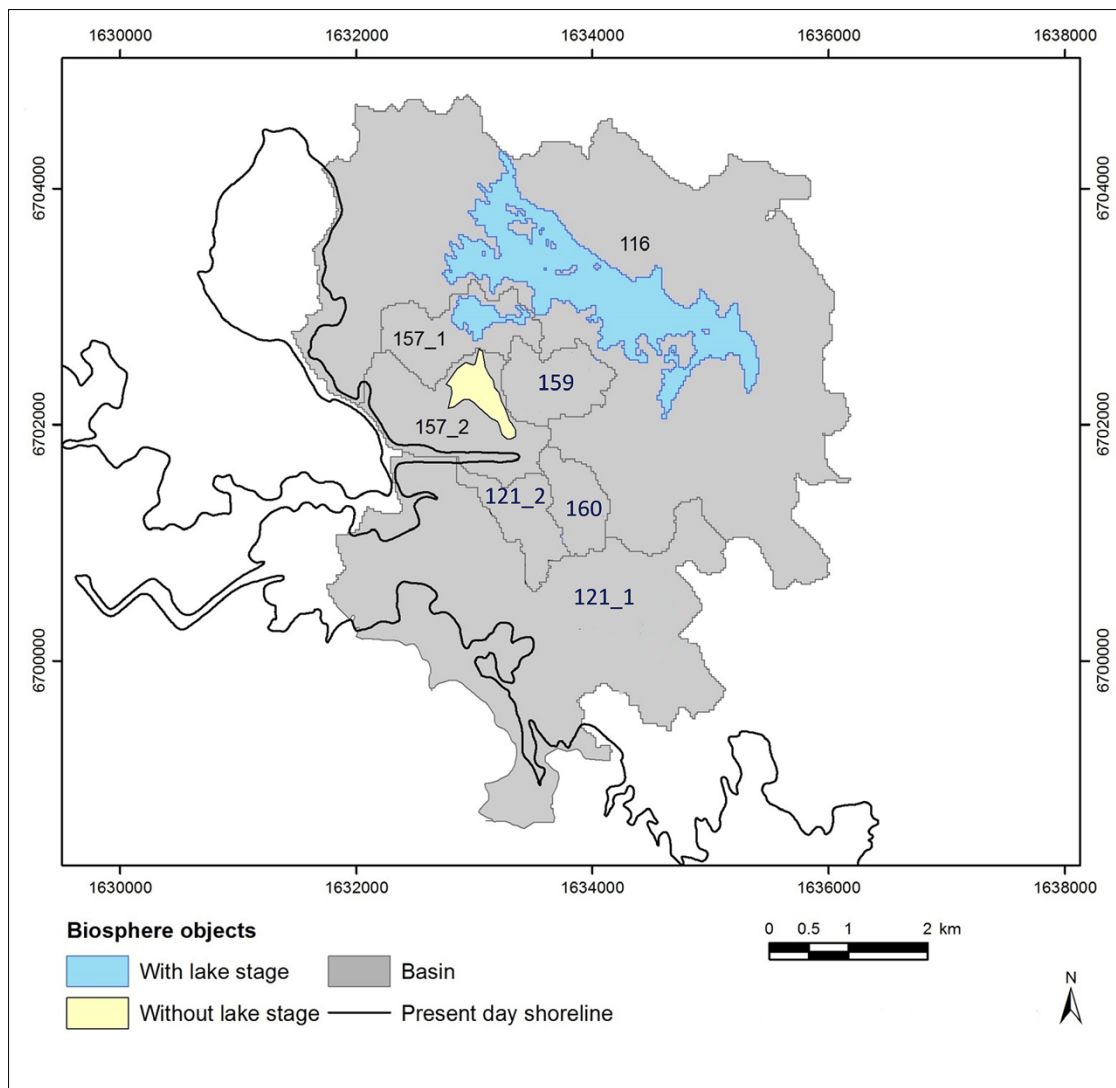 1630000 1632000 1634000 1636000 1638000
6704000 6704000
116
157_1
159
6702000 157_2 6702000
121_2 160
121_1
6700000 6700000
1630000 1632000 1634000 1636000 1638000
Biosphere objects
With lake stage Basin
Without lake stage Present day shoreline
0 0.5 1 2 km
N